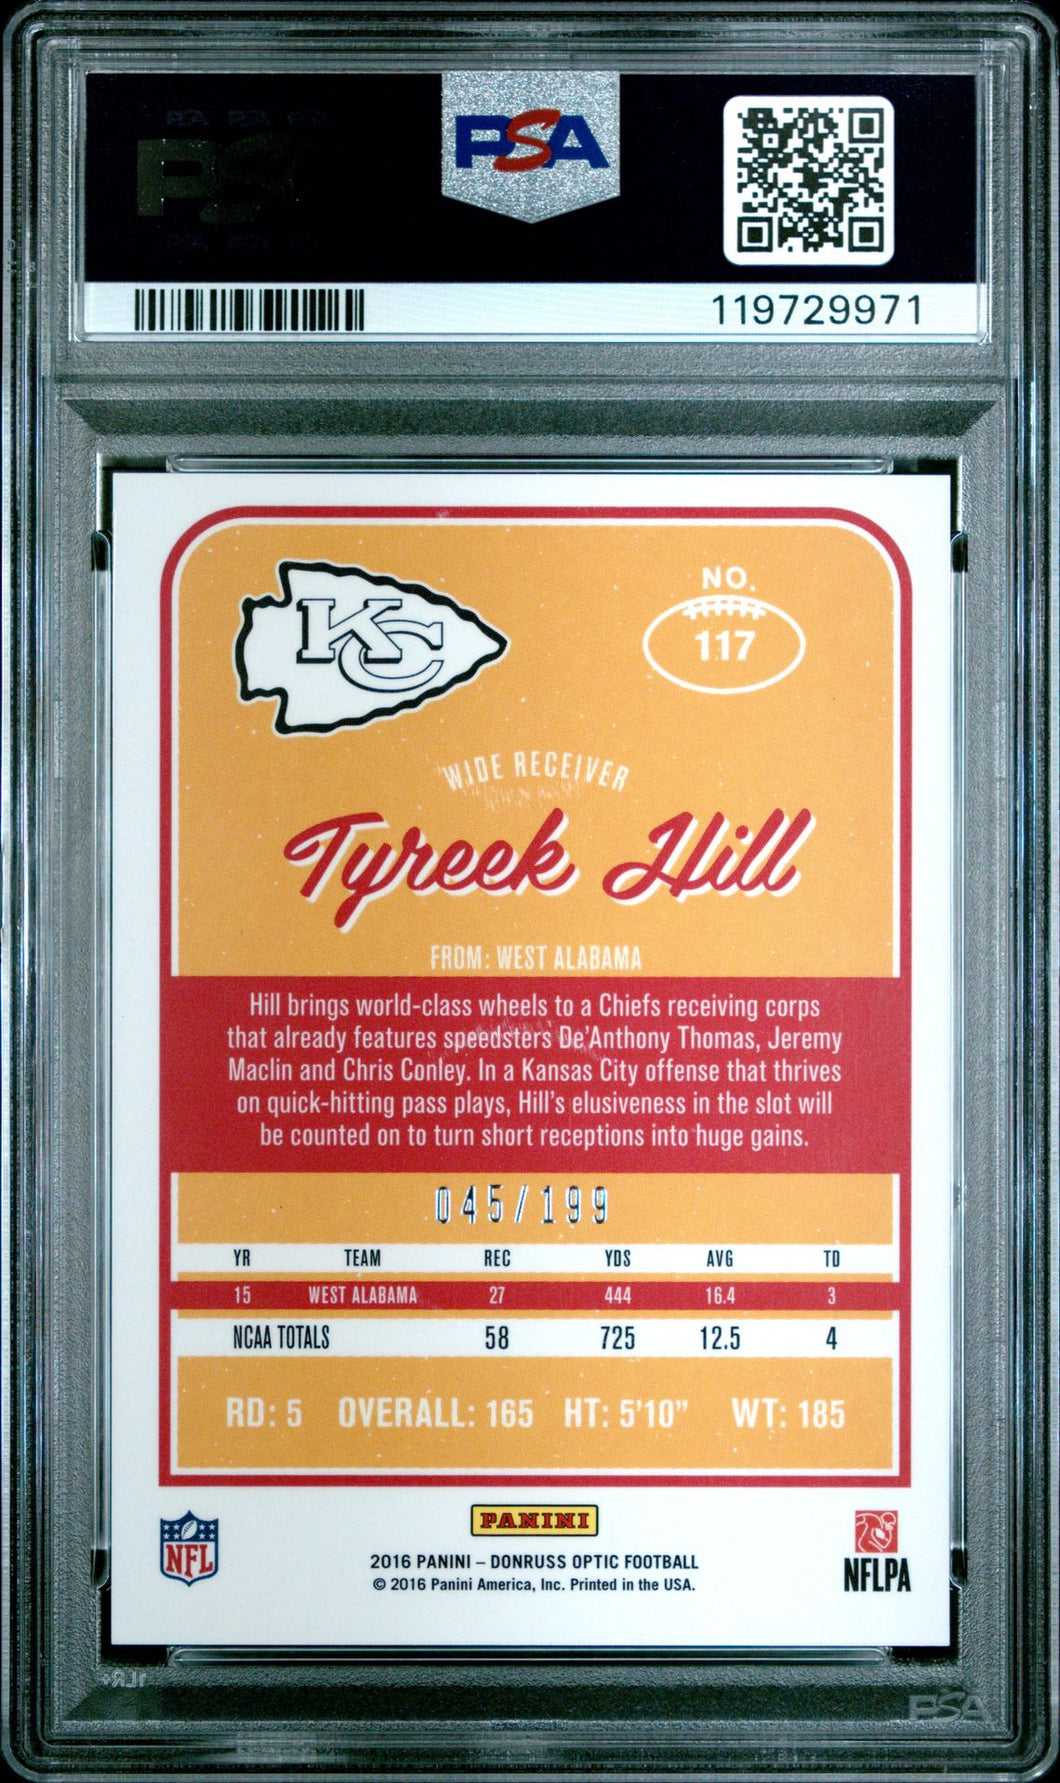 PSA
119729971
KC
NO.
117
WIDE RECEIVER
Tyreek Hill
FROM: WEST ALABAMA
Hill brings world-class wheels to a Chiefs receiving corps
that already features speedsters De'Anthony Thomas, Jeremy
Maclin and Chris Conley. In a Kansas City offense that thrives
on quick-hitting pass plays, Hill's elusiveness in the slot will
be counted on to turn short receptions into huge gains.
045/199
YR TEAM REC YDS AVG TD
15 WEST ALABAMA 27 444 16.4 3
NCAA TOTALS 58 725 12.5 4
RD: 5 OVERALL: 165 HT: 5'10" WT: 185
NFL
PANINI
2016 PANINI – DONRUSS OPTIC FOOTBALL
© 2016 Panini America, Inc. Printed in the USA.
NFLPA
PSA